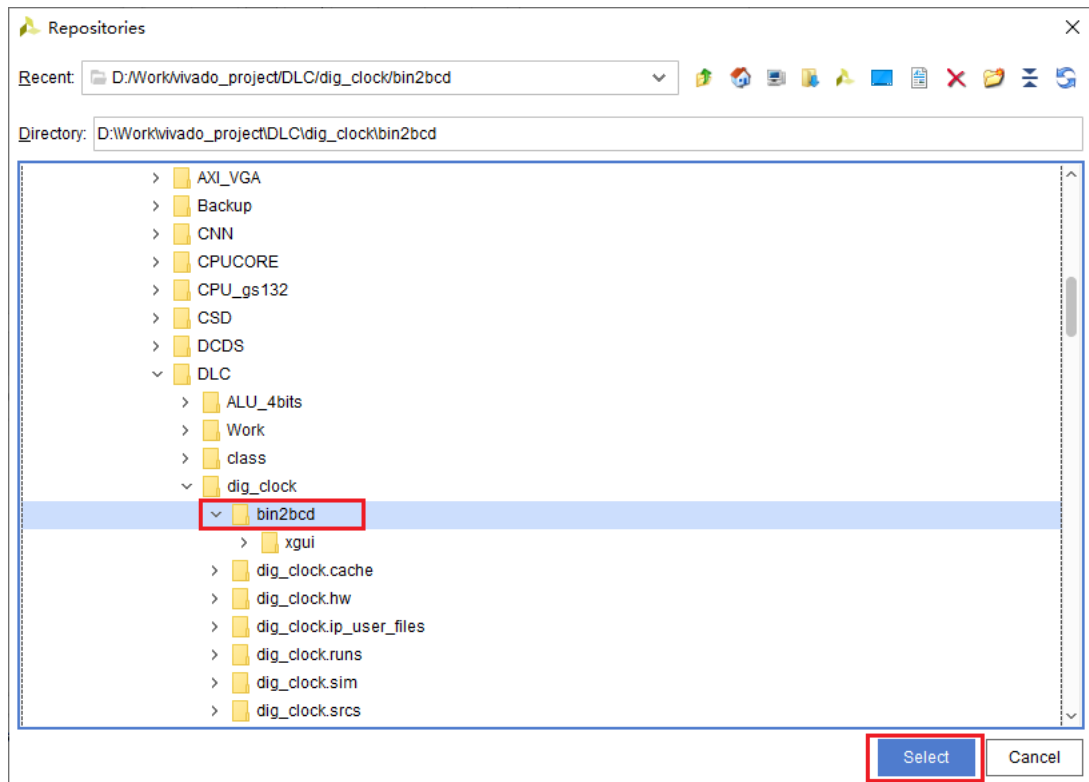 Repositories
Recent: D:/Work/vivado_project/DLC/dig_clock/bin2bcd
Directory: D:\Work\vivado_project\DLC\dig_clock\bin2bcd
AXI_VGA
Backup
CNN
CPUCORE
CPU_gs132
CSD
DCDS
DLC
ALU_4bits
Work
class
dig_clock
bin2bcd
xgui
dig_clock.cache
dig_clock.hw
dig_clock.ip_user_files
dig_clock.runs
dig_clock.sim
dig_clock.srcs
Select Cancel